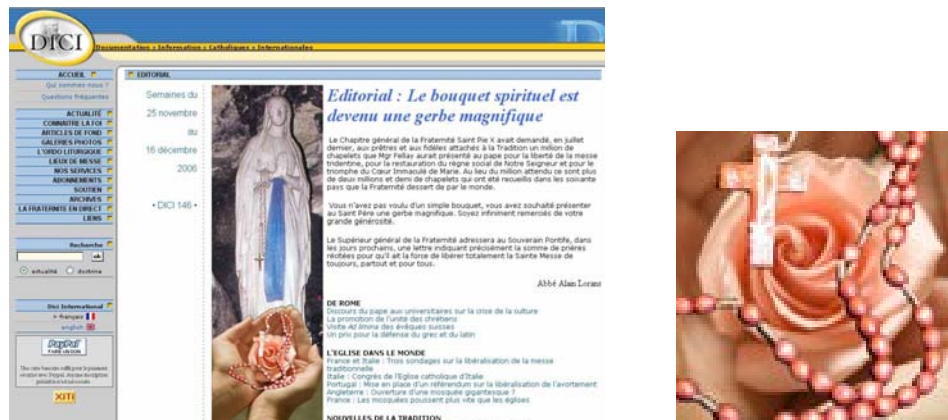 DICI
Documentation • Information • Catholiques • Internationales
ACCUEIL
Qui sommes-nous ?
Questions fréquentes
ACTUALITÉ
CONNAITRE LA FOI
ARTICLES DE FOND
GALERIES PHOTOS
L'ORDO LITURGIQUE
LIEUX DE MESSE
NOS SERVICES
ABONNEMENTS
SOUTIEN
ARCHIVES
LA FRATERNITE EN DIRECT
LIENS
Recherche
ok
actualité
doctrine
Dici International
français
english
PayPal
FAIRE UN DON
XITI
EDITORIAL
Semaines du
25 novembre
au
16 décembre
2006
• DICI 146 •
Editorial : Le bouquet spirituel est
devenu une gerbe magnifique
Le Chapitre général de la Fraternité Saint Pie X avait demandé, en juillet
dernier, aux prêtres et aux fidèles attachés à la Tradition un million de
chapelets que Mgr Fellay aurait présenté au pape pour la liberté de la messe
tridentine, pour la restauration du règne social de Notre Seigneur et pour le
triomphe du Cœur Immaculé de Marie. Au lieu du million attendu ce sont plus
de deux millions et demi de chapelets qui ont été recueillis dans les soixante
pays que la Fraternité dessert de par le monde.
Vous n'avez pas voulu d'un simple bouquet, vous avez souhaité présenter
au Saint Père une gerbe magnifique. Soyez infiniment remerciés de votre
grande générosité.
Le Supérieur général de la Fraternité adressera au Souverain Pontife, dans
les jours prochains, une lettre indiquant précisément la somme de prières
récitées pour qu'il ait la force de libérer totalement la Sainte Messe de
toujours, partout et pour tous.
Abbé Alain Lorans
DE ROME
Discours du pape aux universitaires sur la crise de la culture
La promotion de l'unité des chrétiens
Visite Ad limina des évêques suisses
Un prix pour la défense du grec et du latin
L'EGLISE DANS LE MONDE
France et Italie : Trois sondages sur la libéralisation de la messe
traditionnelle
Italie : Congrès de l'Eglise catholique d'Italie
Portugal : Mise en place d'un référendum sur la libéralisation de l'avortement
Angleterre : Ouverture d'une mosquée gigantesque ?
France : Les mosquées poussent plus vite que les églises
NOUVELLES DE LA TRADITION